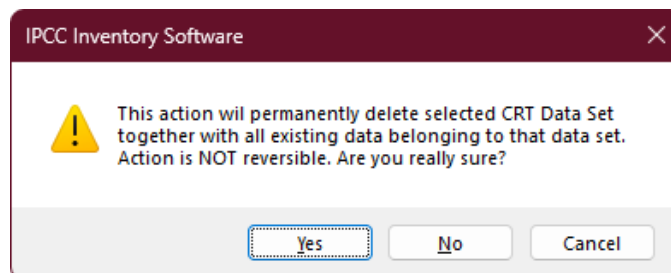 IPCC Inventory Software
This action wil permanently delete selected CRT Data Set
together with all existing data belonging to that data set.
Action is NOT reversible. Are you really sure?
Yes
No
Cancel